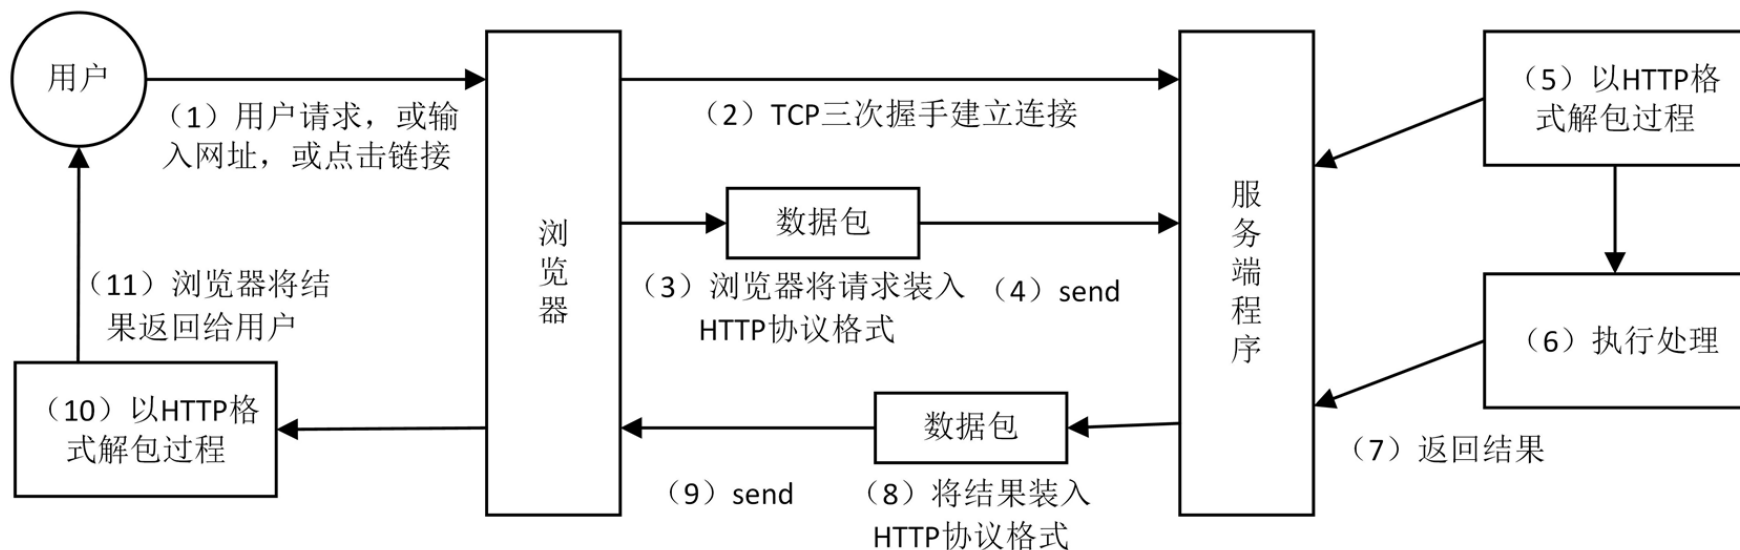 用户
（1）用户请求，或输
入网址，或点击链接
浏
览
器
（2）TCP三次握手建立连接
数据包
（3）浏览器将请求装入
HTTP协议格式
（4）send
服
务
端
程
序
（5）以HTTP格
式解包过程
（6）执行处理
（7）返回结果
数据包
（8）将结果装入
HTTP协议格式
（9）send
（10）以HTTP格
式解包过程
（11）浏览器将结
果返回给用户